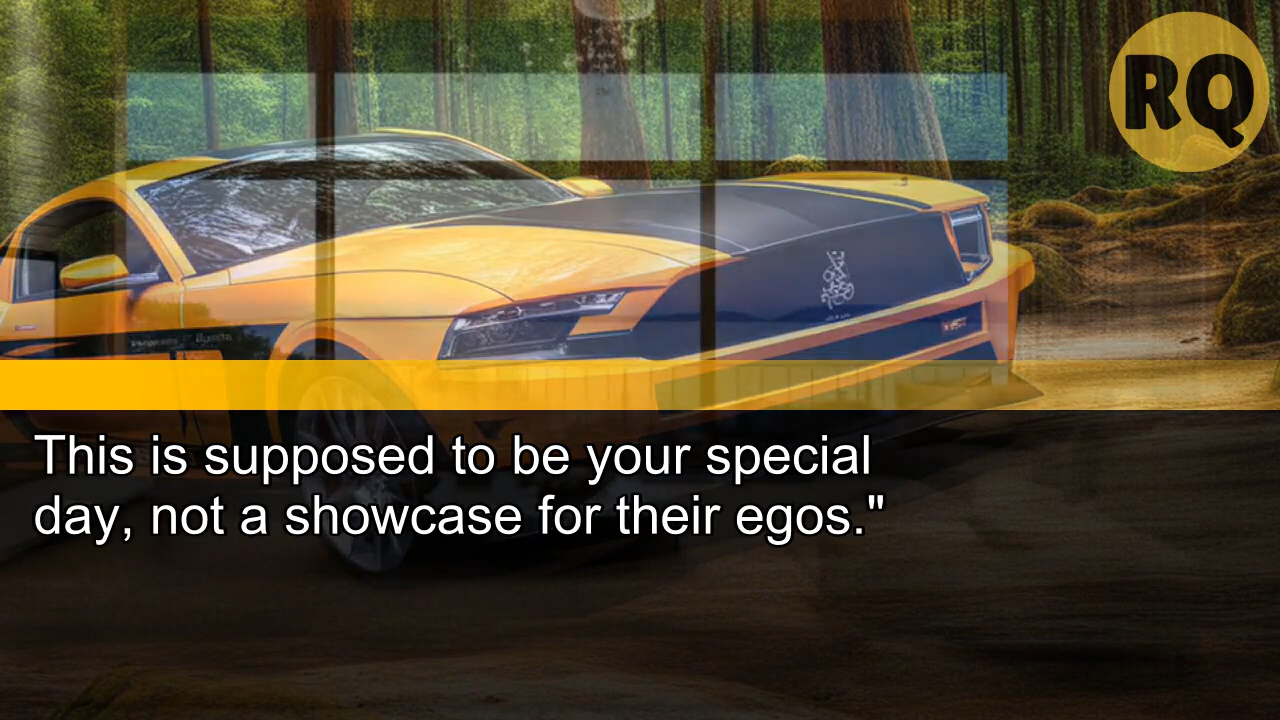 RQ
This is supposed to be your special
day, not a showcase for their egos."